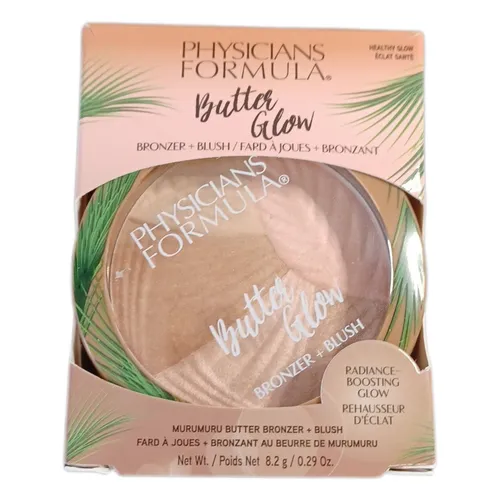 PHYSICIANS
FORMULA®
HEALTHY GLOW
ÉCLAT SANTÉ
Butter
Glow
BRONZER + BLUSH / FARD À JOUES + BRONZANT
PHYSICIANS
FORMULA®
Butter
Glow
BRONZER + BLUSH
RADIANCE-
BOOSTING
GLOW
REHAUSSEUR
D'ÉCLAT
MURUMURU BUTTER BRONZER + BLUSH
FARD À JOUES + BRONZANT AU BEURRE DE MURUMURU
Net Wt. / Poids Net 8.2 g / 0.29 Oz.